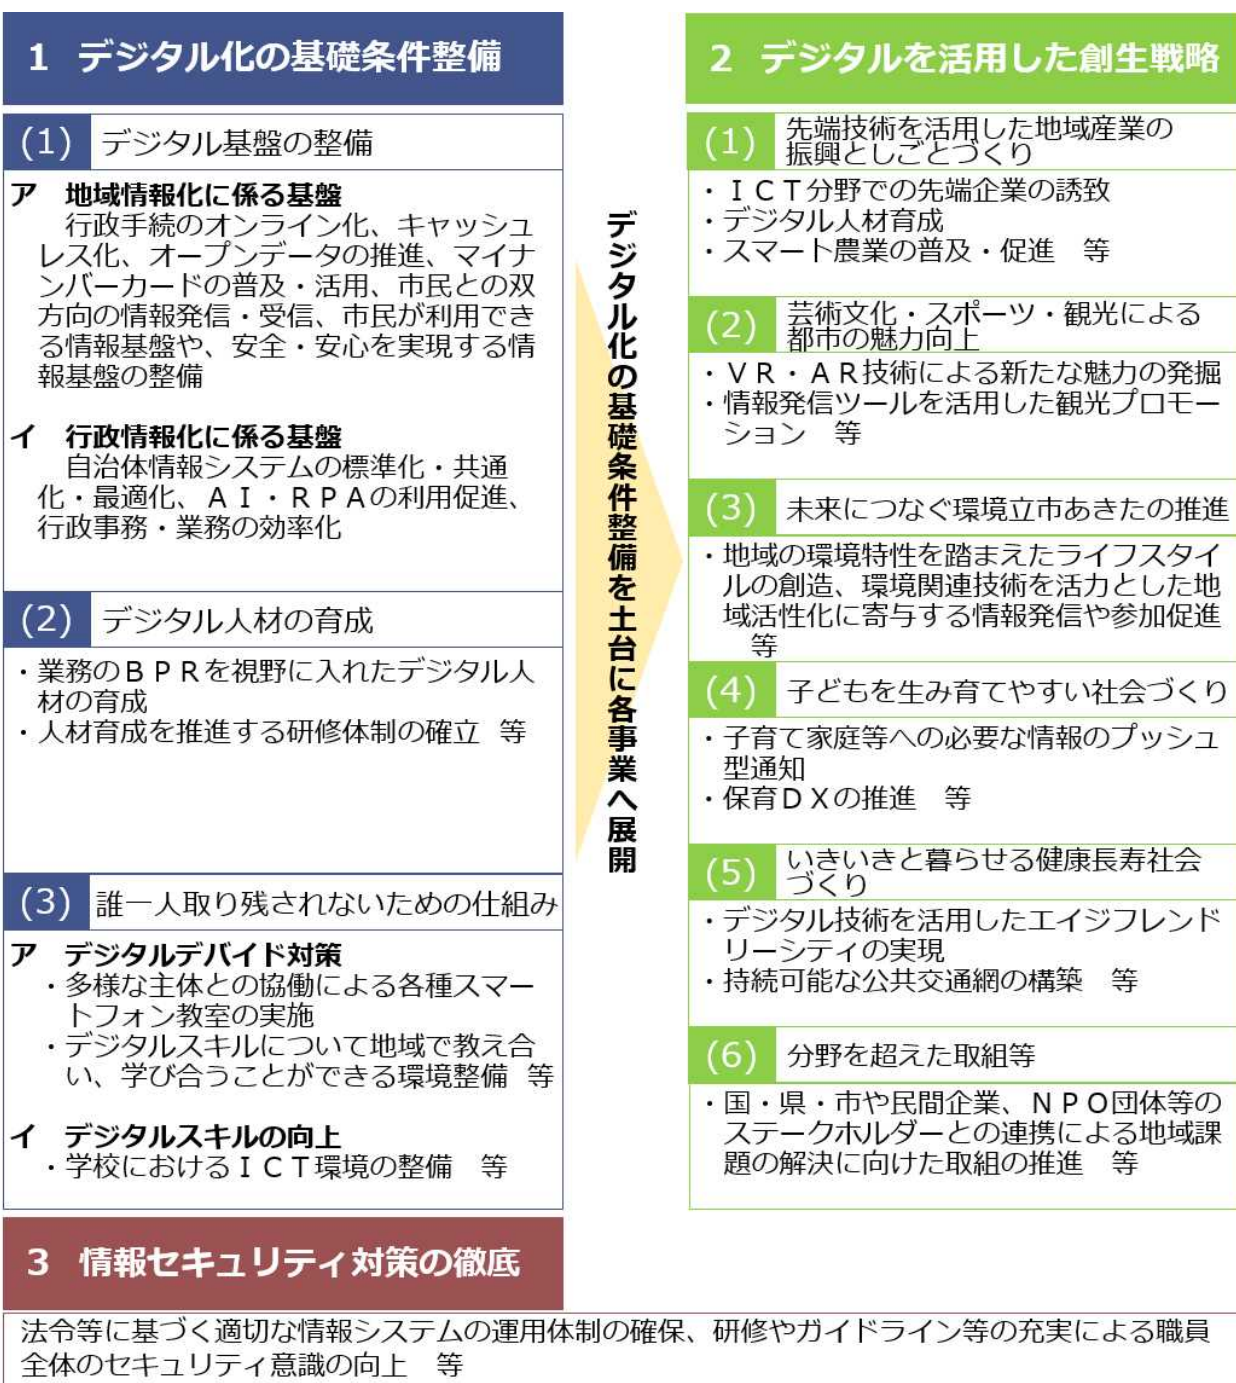 1 デジタル化の基礎条件整備
(1) デジタル基盤の整備
ア 地域情報化に係る基盤
行政手続のオンライン化、キャッシュ
レス化、オープンデータの推進、マイナ
ンバーカードの普及・活用、市民との双
方向の情報発信・受信、市民が利用でき
る情報基盤や、安全・安心を実現する情
報基盤の整備
イ 行政情報化に係る基盤
自治体情報システムの標準化・共通
化・最適化、ＡＩ・ＲＰＡの利用促進、
行政事務・業務の効率化
(2) デジタル人材の育成
・業務のＢＰＲを視野に入れたデジタル人
材の育成
・人材育成を推進する研修体制の確立 等
(3) 誰一人取り残されないための仕組み
ア デジタルデバイド対策
・多様な主体との協働による各種スマー
トフォン教室の実施
・デジタルスキルについて地域で教え合
い、学び合うことができる環境整備 等
イ デジタルスキルの向上
・学校におけるＩＣＴ環境の整備 等
デジタル化の基礎条件整備を土台に各事業へ展開
2 デジタルを活用した創生戦略
(1) 先端技術を活用した地域産業の
振興としごとづくり
・ＩＣＴ分野での先端企業の誘致
・デジタル人材育成
・スマート農業の普及・促進 等
(2) 芸術文化・スポーツ・観光による
都市の魅力向上
・ＶＲ・ＡＲ技術による新たな魅力の発掘
・情報発信ツールを活用した観光プロモー
ション 等
(3) 未来につなぐ環境立市あきたの推進
・地域の環境特性を踏まえたライフスタイ
ルの創造、環境関連技術を活力とした地
域活性化に寄与する情報発信や参加促進
等
(4) 子どもを生み育てやすい社会づくり
・子育て家庭等への必要な情報のプッシュ
型通知
・保育ＤＸの推進 等
(5) いきいきと暮らせる健康長寿社会
づくり
・デジタル技術を活用したエイジフレンド
リーシティの実現
・持続可能な公共交通網の構築 等
(6) 分野を超えた取組等
・国・県・市や民間企業、ＮＰＯ団体等の
ステークホルダーとの連携による地域課
題の解決に向けた取組の推進 等
3 情報セキュリティ対策の徹底
法令等に基づく適切な情報システムの運用体制の確保、研修やガイドライン等の充実による職員
全体のセキュリティ意識の向上 等